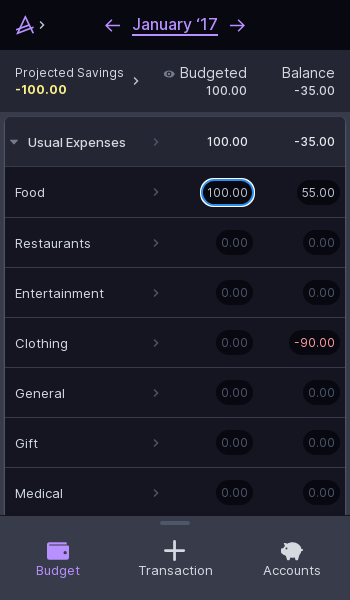 January ‘17
Projected Savings
-100.00
Budgeted
100.00
Balance
-35.00
Usual Expenses 100.00 -35.00
Food 100.00 55.00
Restaurants 0.00 0.00
Entertainment 0.00 0.00
Clothing 0.00 -90.00
General 0.00 0.00
Gift 0.00 0.00
Medical 0.00 0.00
Budget Transaction Accounts